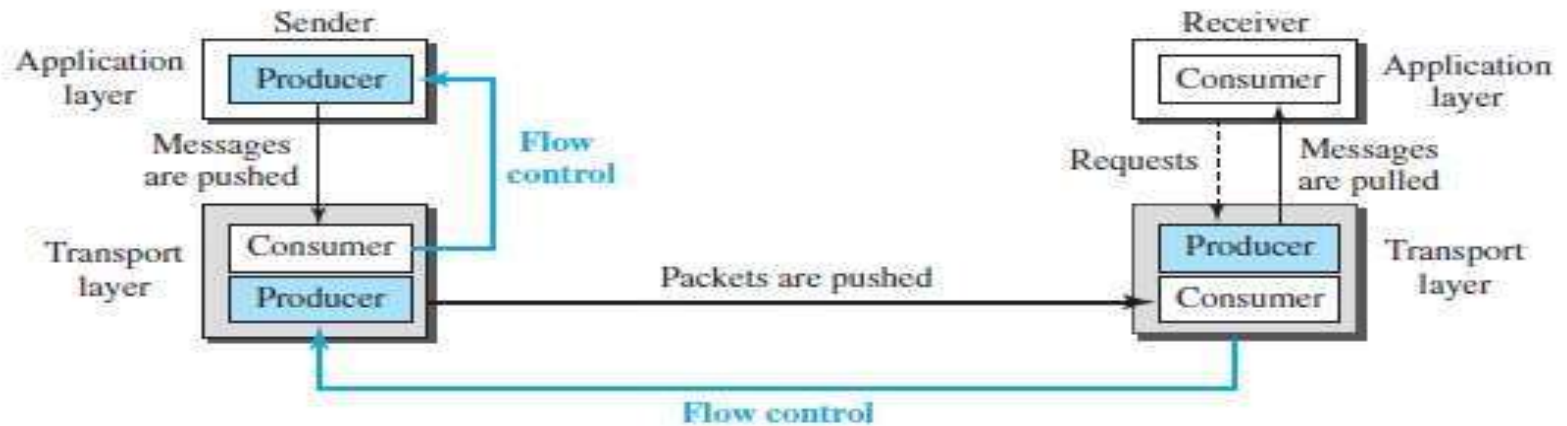 Sender
Receiver
Application
layer
Producer
Consumer
Application
layer
Messages
are pushed
Flow
control
Requests
Messages
are pulled
Transport
layer
Consumer
Producer
Packets are pushed
Producer
Consumer
Transport
layer
Flow control